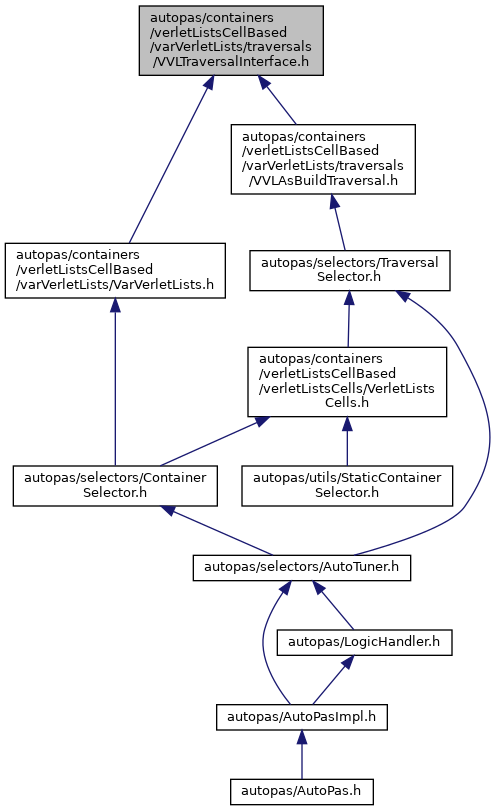 autopas/containers
/verletListsCellBased
/varVerletLists/traversals
/VVLTraversalInterface.h
autopas/containers
/verletListsCellBased
/varVerletLists/traversals
/VVLAsBuildTraversal.h
autopas/containers
/verletListsCellBased
/varVerletLists/VarVerletLists.h
autopas/selectors/Traversal
Selector.h
autopas/containers
/verletListsCellBased
/verletListsCells/VerletLists
Cells.h
autopas/selectors/Container
Selector.h
autopas/utils/StaticContainer
Selector.h
autopas/selectors/AutoTuner.h
autopas/LogicHandler.h
autopas/AutoPasImpl.h
autopas/AutoPas.h